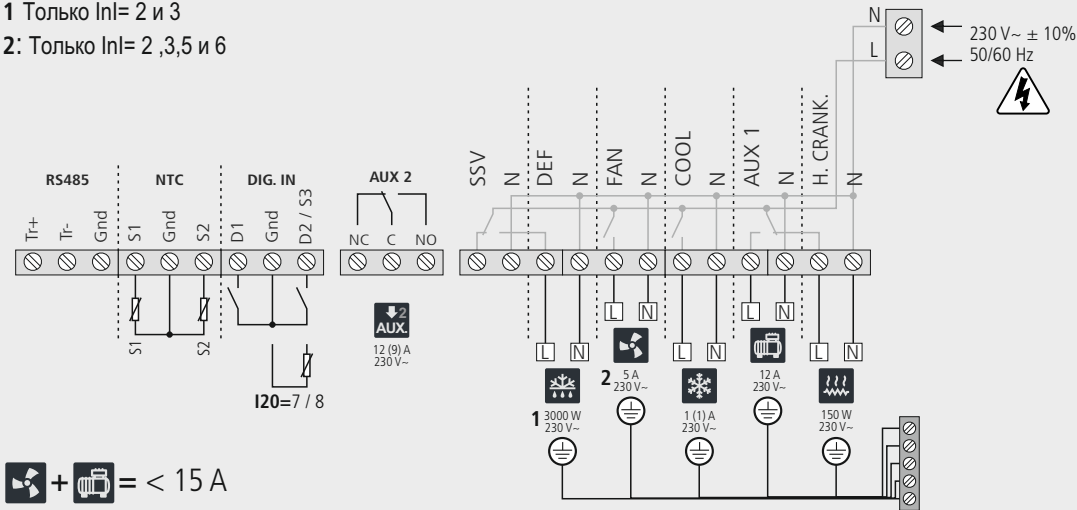 1 Только InI= 2 и 3
2: Только InI= 2 ,3,5 и 6
N
L
230 V~ ± 10%
50/60 Hz
RS485
NTC
DIG. IN
AUX 2
Tr+
Tr-
Gnd
S1
Gnd
S2
D1
Gnd
D2 / S3
NC
C
NO
SSV
N
DEF
N
FAN
N
COOL
N
AUX 1
N
H. CRANK.
N
S1
S2
I20=7 / 8
2
AUX.
12 (9) A
230 V~
L
N
L
N
L
N
L
N
L
N
1 3000 W
230 V~
2 5 A
230 V~
1 (1) A
230 V~
12 A
230 V~
150 W
230 V~
+ = < 15 A